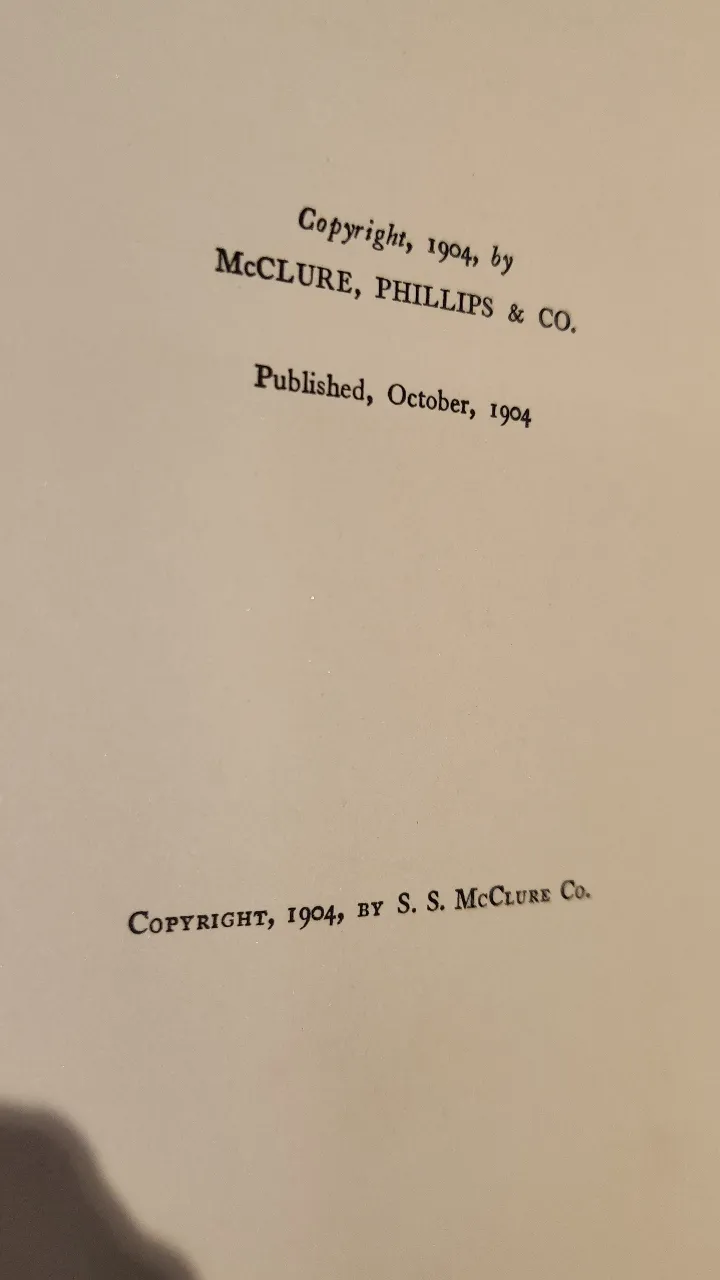 Copyright, 1904, by
McCLURE, PHILLIPS & CO.
Published, October, 1904
COPYRIGHT, 1904, BY S. S. McCLURE Co.